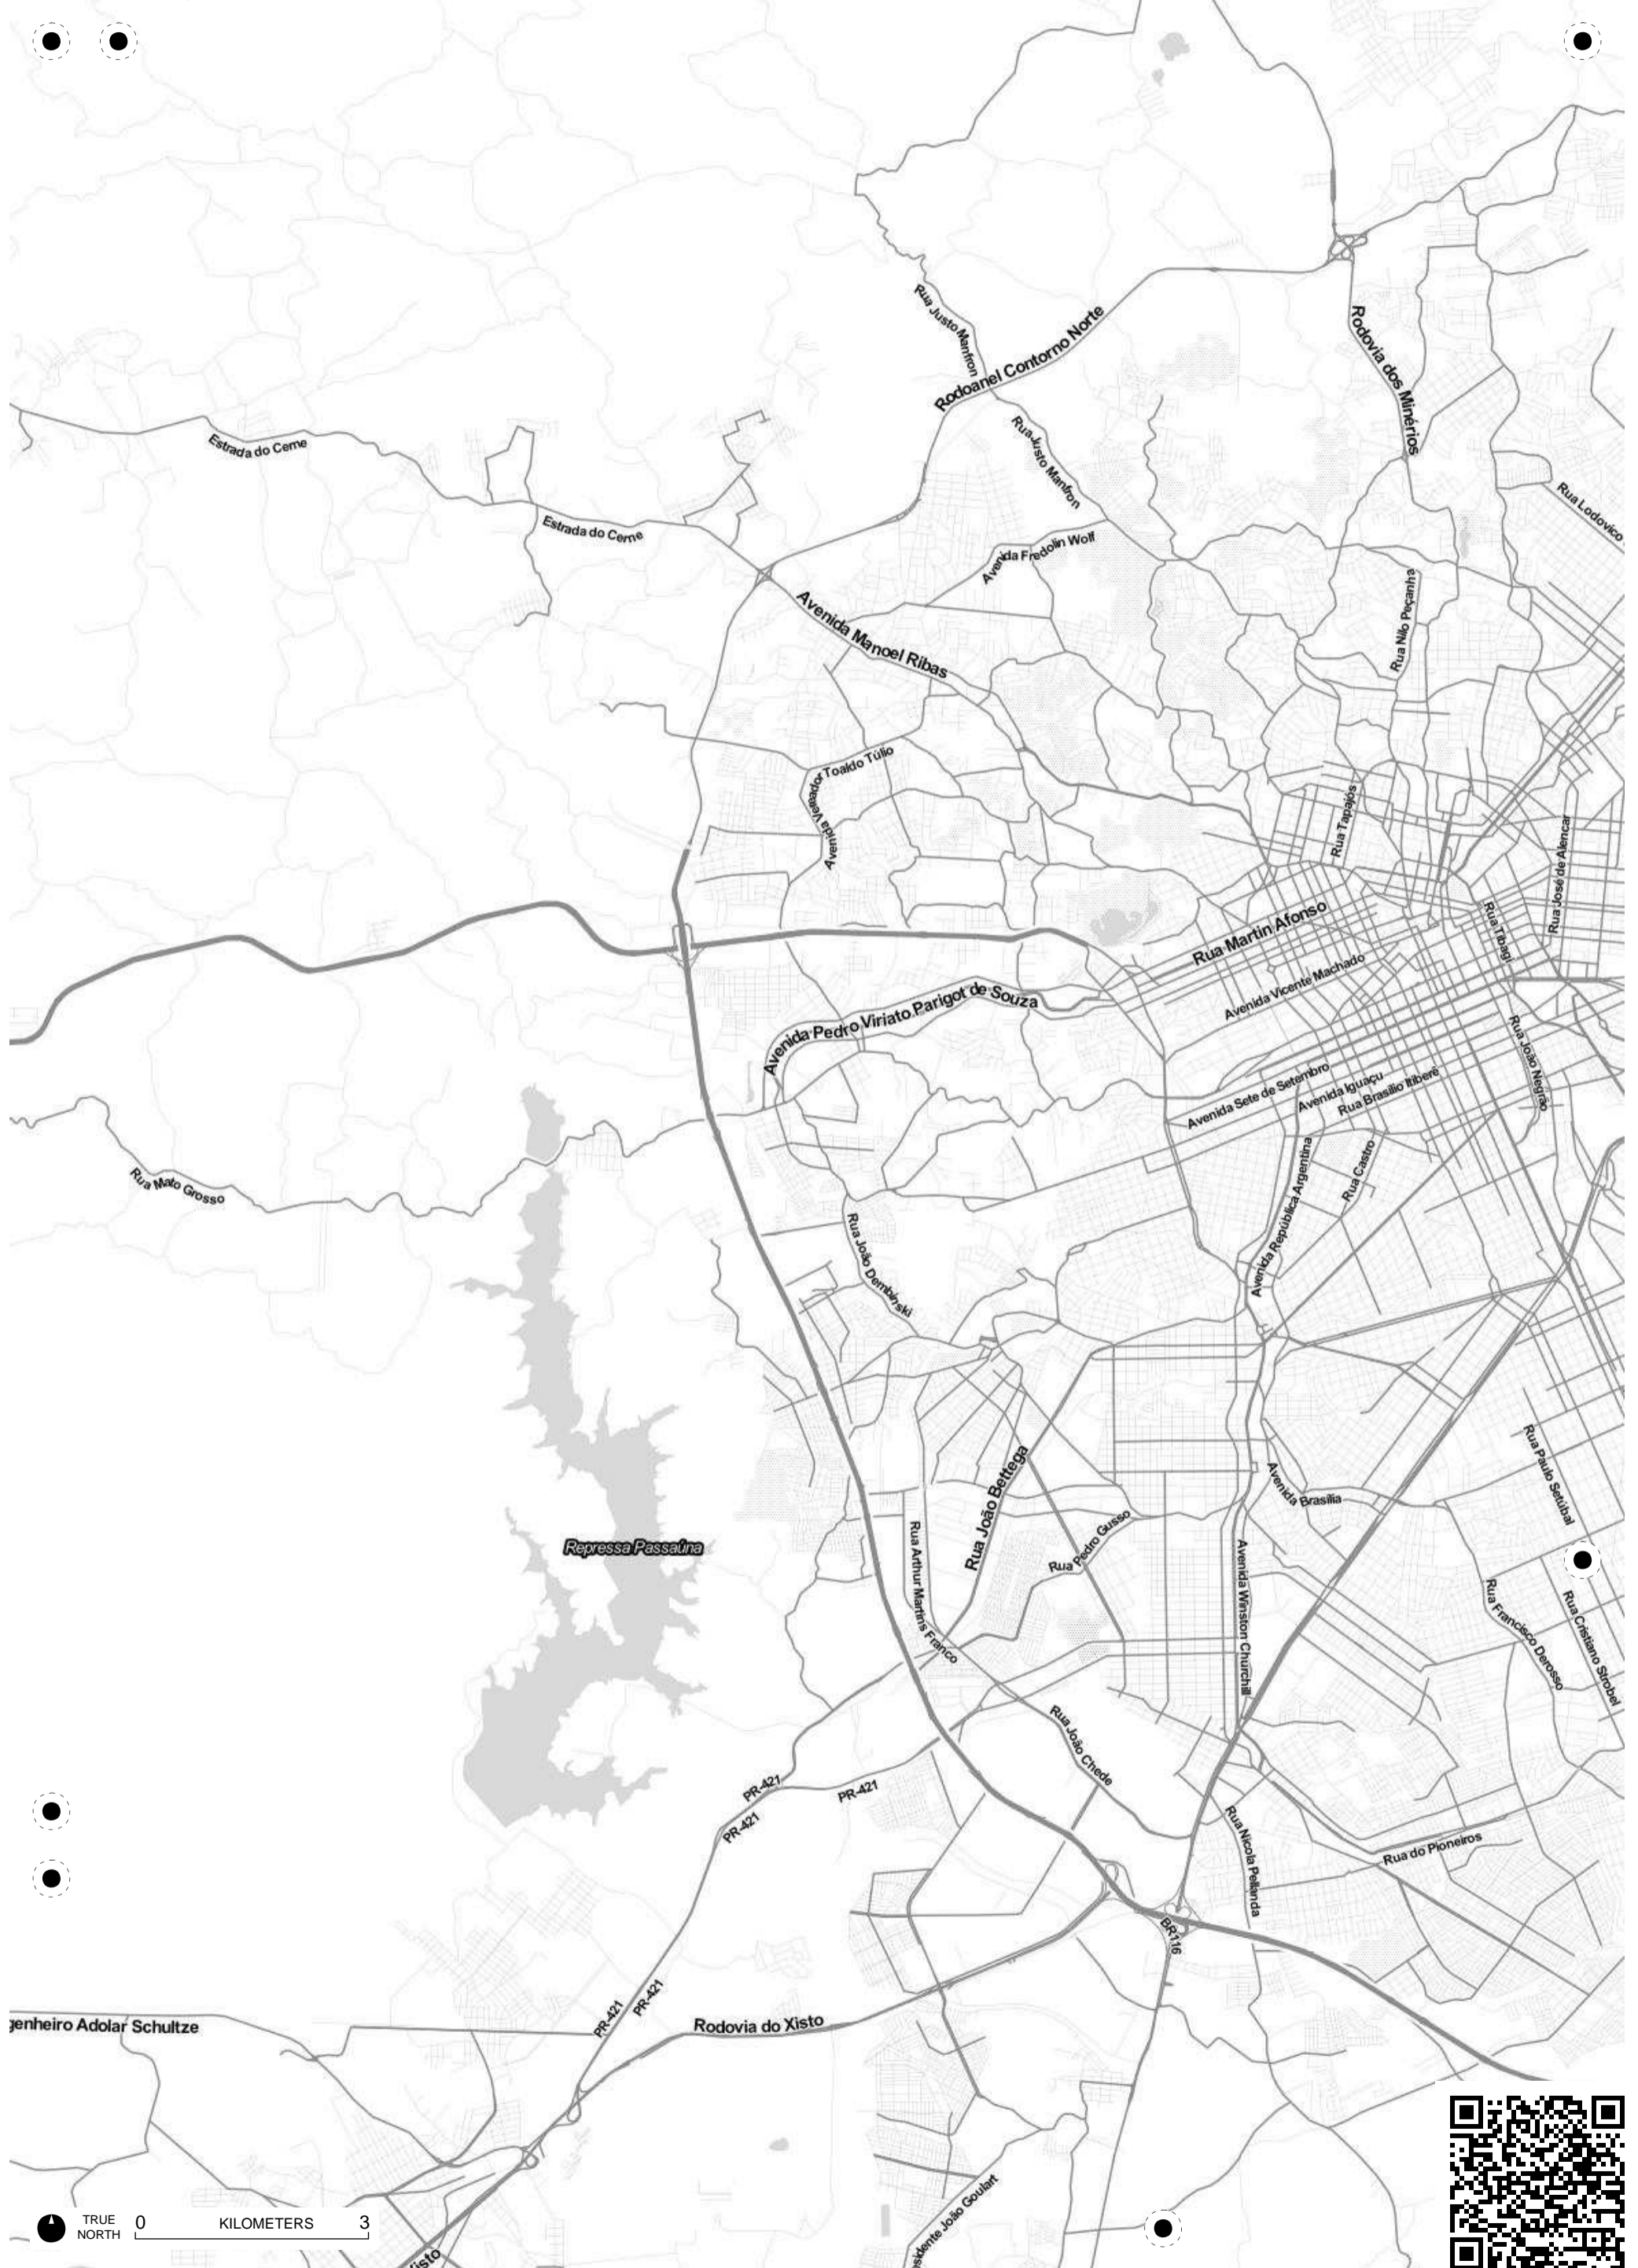 Rua Justo Manfron
Rodoanel Contorno Norte
Rodovia dos Minérios
Rua Justo Manfron
Estrada do Cerne
Rua Lodovico
Estrada do Cerne
Avenida Fredolin Wolf
Rua Nilo Peçanha
Avenida Manoel Ribas
Avenida Vereador Toaldo Túlio
Rua Tapajós
Rua José de Alencar
Rua Martin Afonso
Rua Tibagi
Avenida Vicente Machado
Avenida Pedro Viriato Parigot de Souza
Rua João Negrão
Avenida Sete de Setembro
Avenida Iguaçu
Rua Brasílio Itiberê
Rua Mato Grosso
Avenida República Argentina
Rua Castro
Rua João Dembinski
Rua João Bettega
Rua Paulo Setúbal
Avenida Brasília
Repressa Passaúna
Rua Arthur Martins Franco
Rua Pedro Gusso
Avenida Winston Churchill
Rua Francisco Derosso
Rua Cristiano Strobel
Rua João Chede
PR-421
PR-421
PR-421
Rua Nicola Pellanda
Rua do Pioneiros
BR116
PR-421
PR-421
genheiro Adolar Schultze
Rodovia do Xisto
sidente João Goulart
TRUE
NORTH
0 KILOMETERS 3
isto